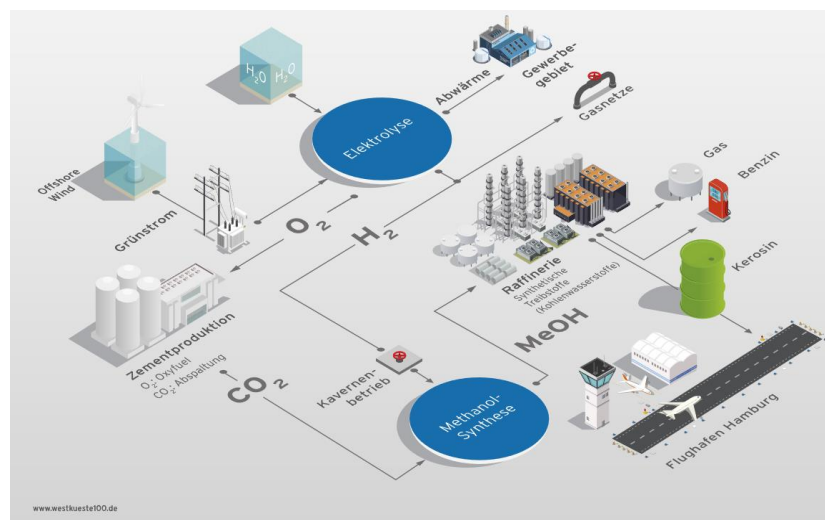 H₂O H₂O
Offshore
Wind
Grünstrom
Elektrolyse
Abwärme
Gewerbe-
gebiet
Gasnetze
O₂
H₂
Zementproduktion
O₂: Oxyfuel
CO₂: Abspaltung
CO₂
Kavernen-
betrieb
Methanol-
Synthese
MeOH
Raffinerie
Synthetische
Treibstoffe
(Kohlenwasserstoffe)
Gas
Benzin
Kerosin
Flughafen Hamburg
www.westkueste100.de